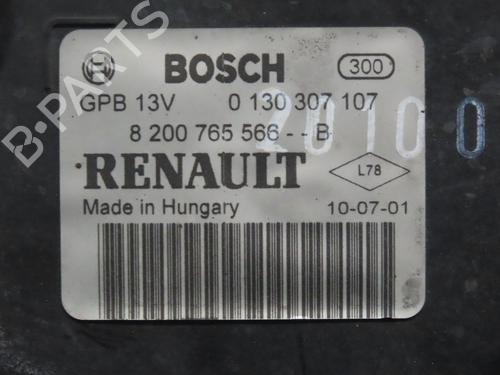 BOSCH 300
GPB 13V 0 130 307 107
8 200 765 566 - - B
20100
RENAULT L78
Made in Hungary 10-07-01
B-PARTS